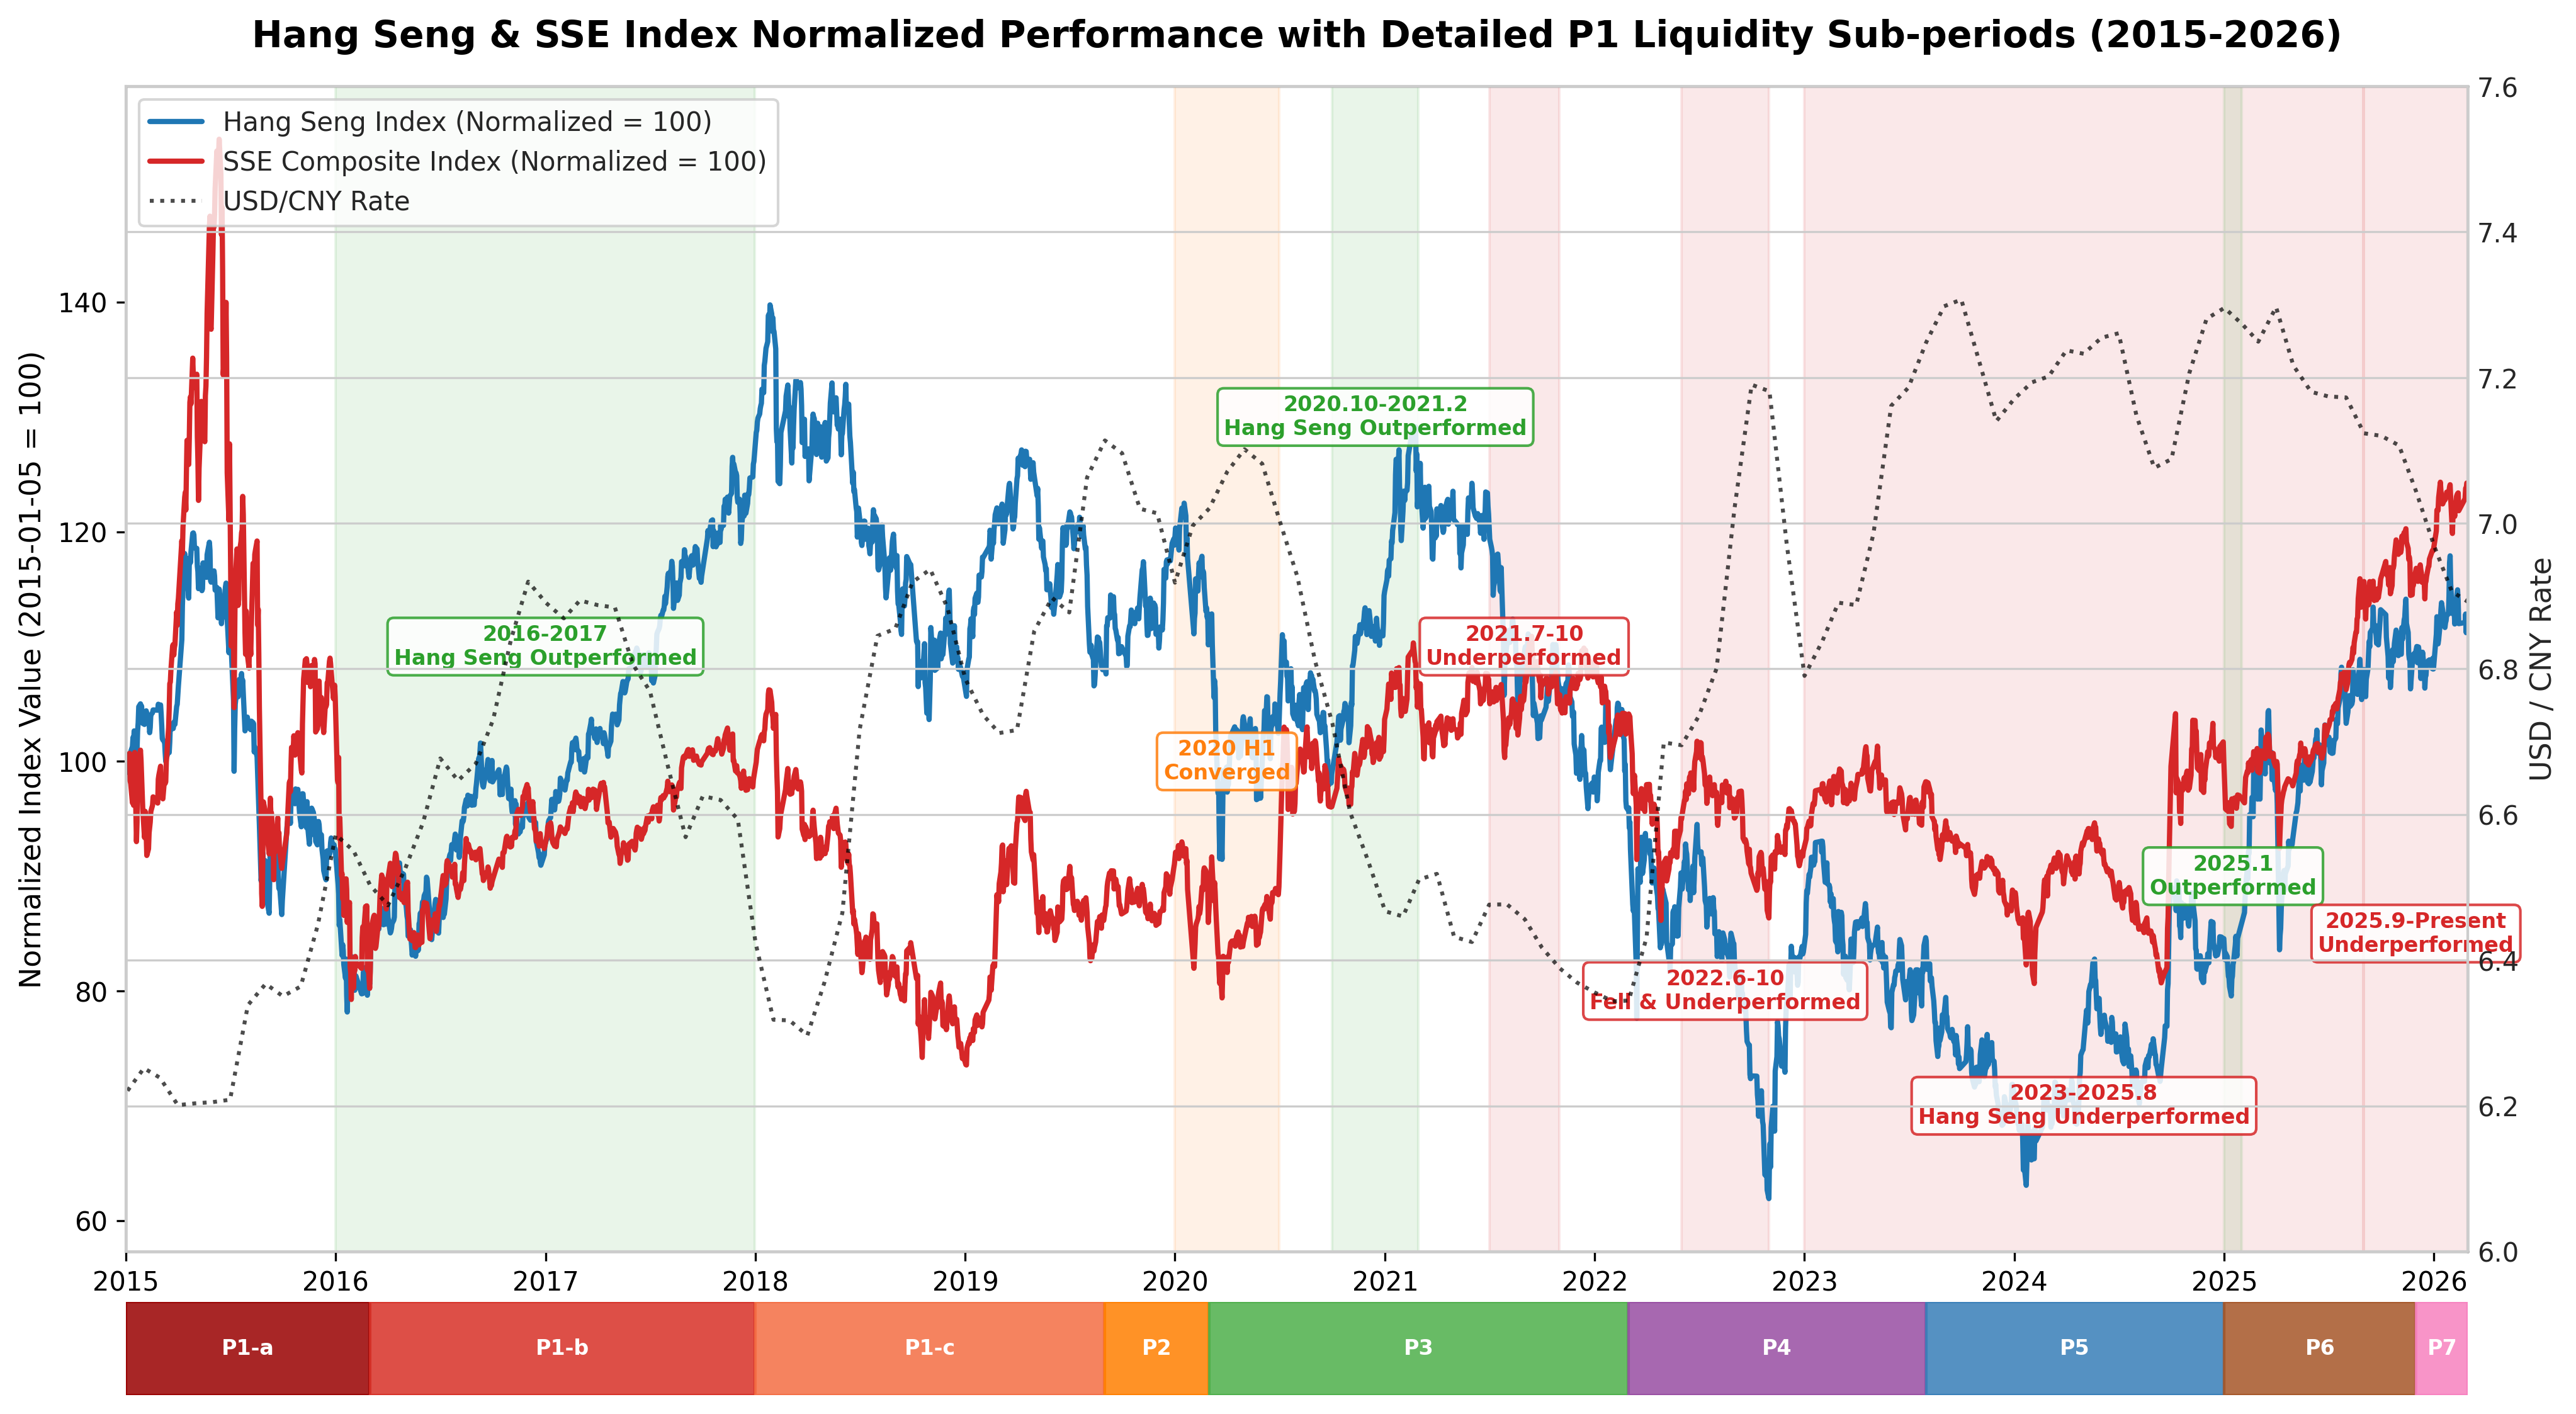 Hang Seng & SSE Index Normalized Performance with Detailed P1 Liquidity Sub-periods (2015-2026)
Hang Seng Index (Normalized = 100)
SSE Composite Index (Normalized = 100)
USD/CNY Rate
Normalized Index Value (2015-01-05 = 100)
140
120
100
80
60
7.6
7.4
7.2
7.0
6.8
6.6
6.4
6.2
6.0
USD / CNY Rate
2016-2017
Hang Seng Outperformed
2020 H1
Converged
2020.10-2021.2
Hang Seng Outperformed
2021.7-10
Underperformed
2022.6-10
Fell & Underperformed
2023-2025.8
Hang Seng Underperformed
2025.1
Outperformed
2025.9-Present
Underperformed
2015
2016
2017
2018
2019
2020
2021
2022
2023
2024
2025
2026
P1-a
P1-b
P1-c
P2
P3
P4
P5
P6
P7